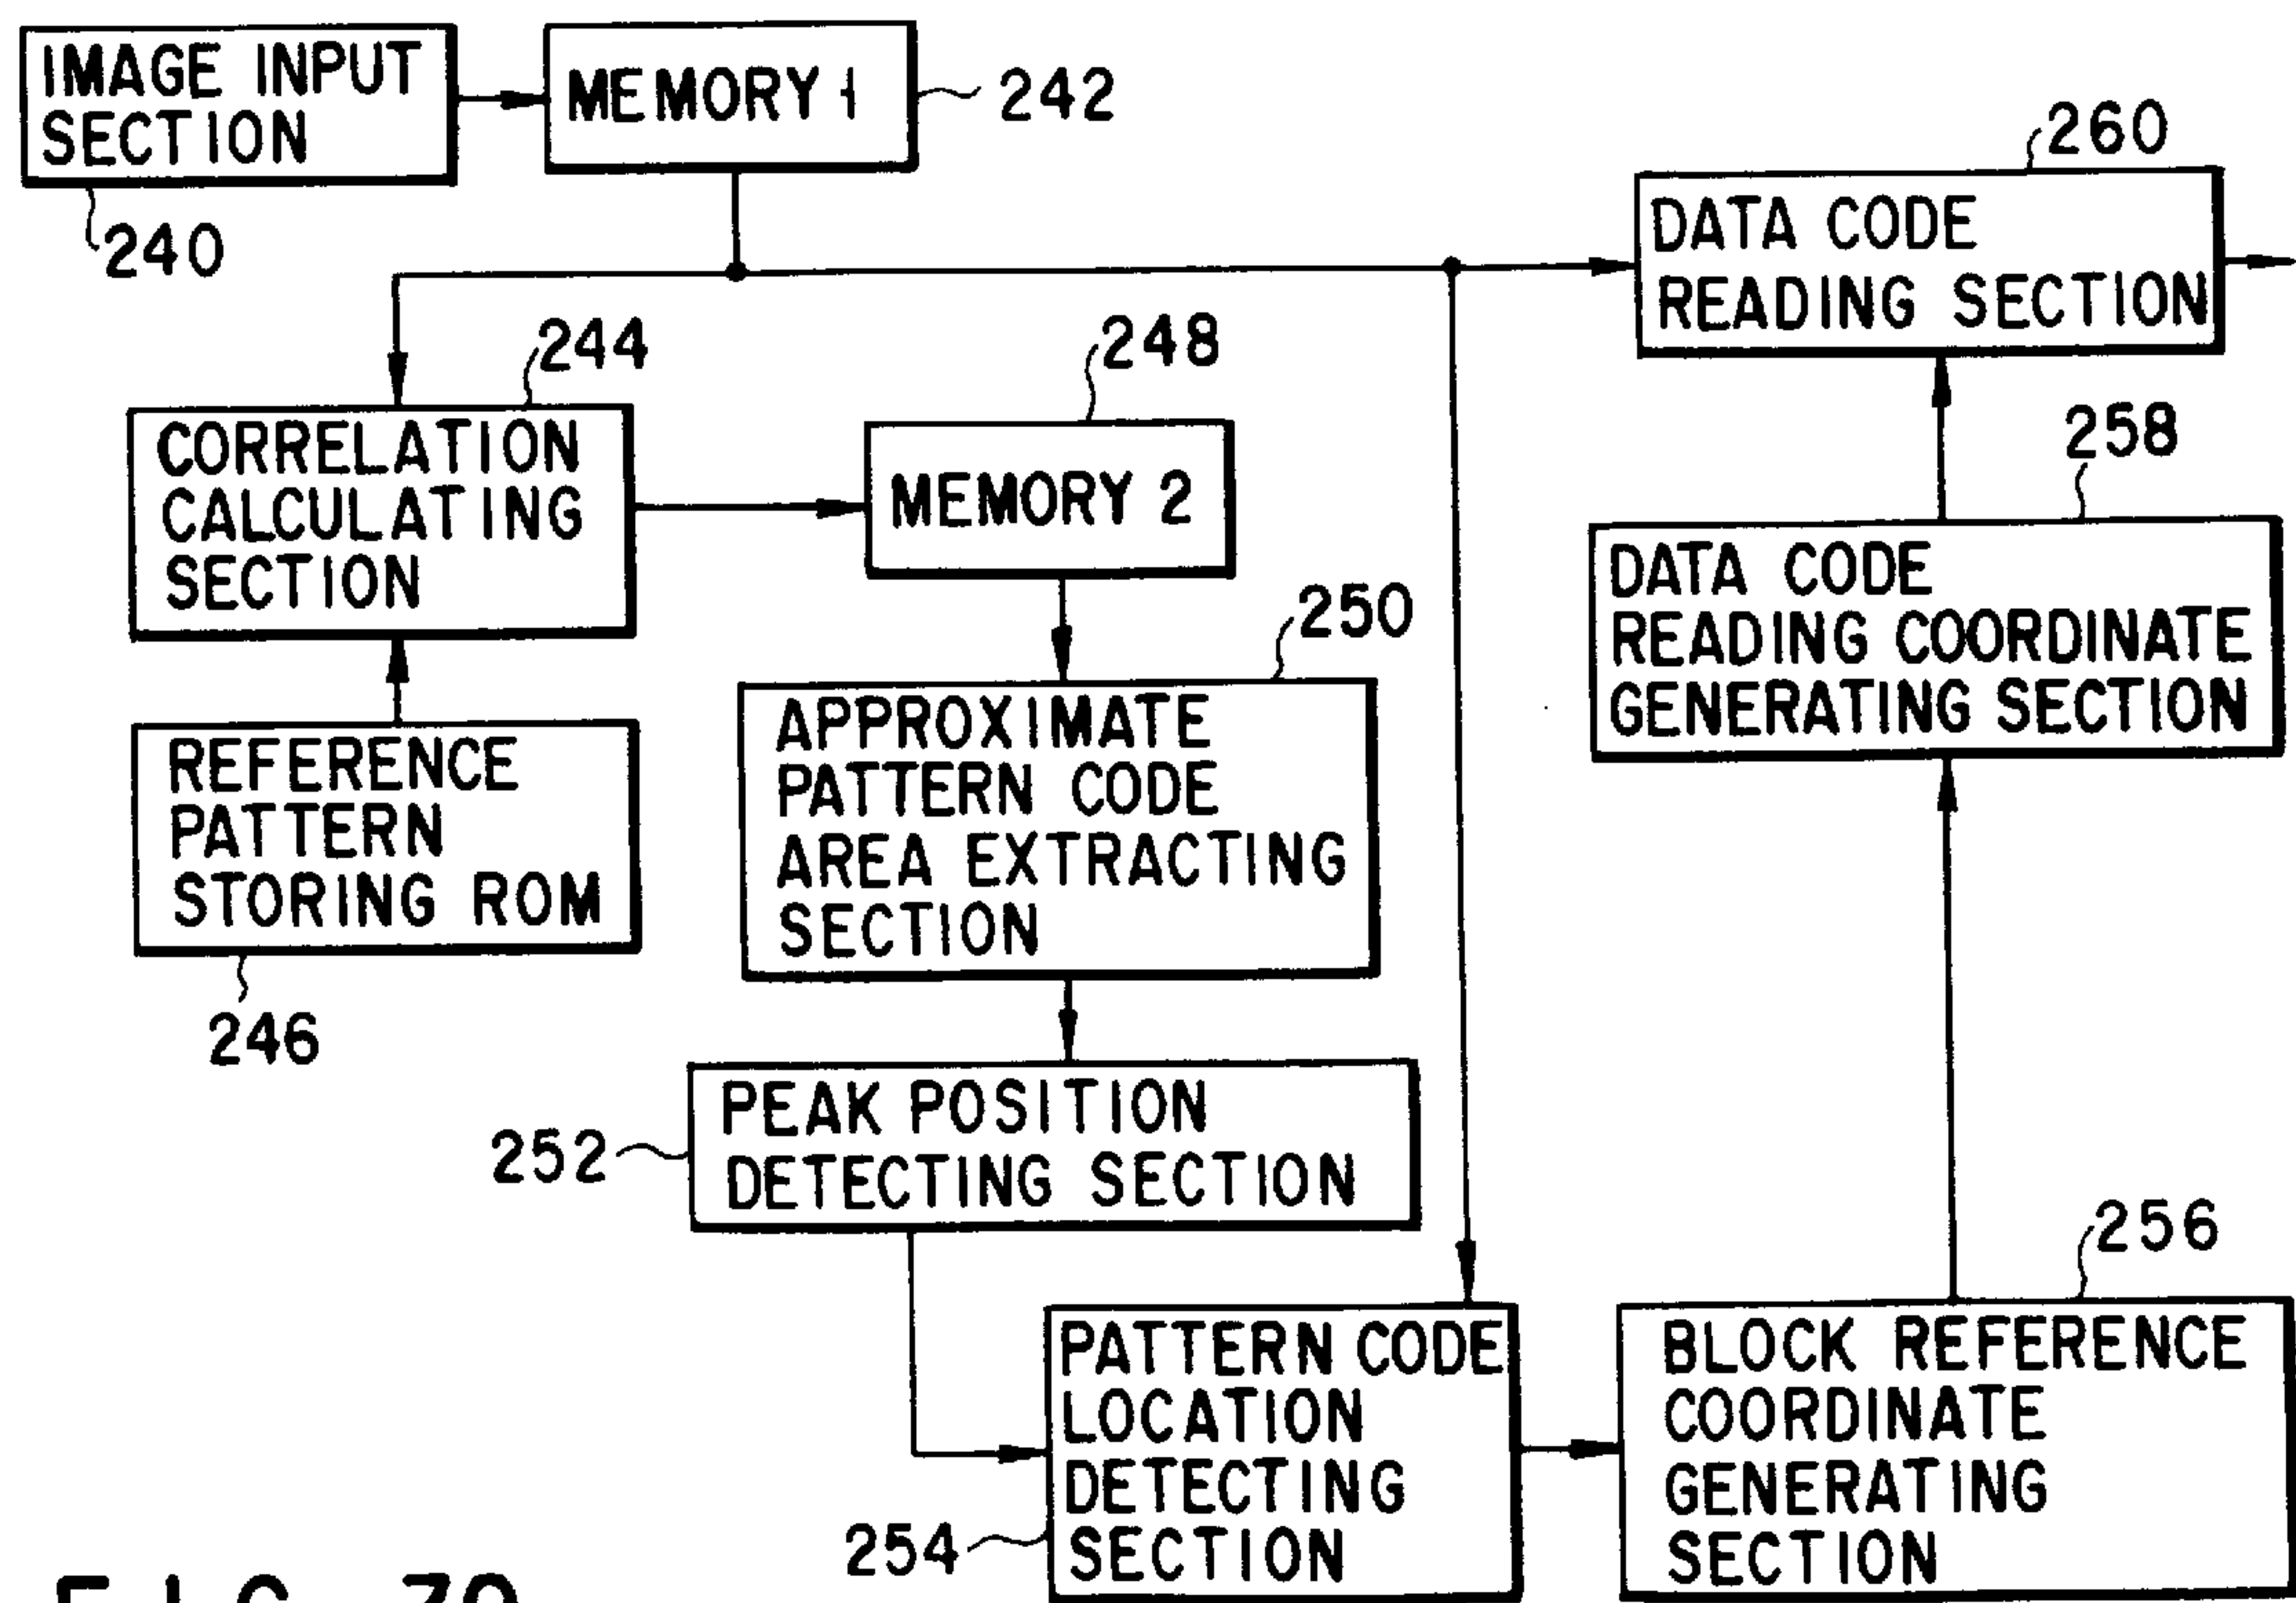 IMAGE INPUT
SECTION
240
MEMORY 1
242
260
DATA CODE
READING SECTION
244
CORRELATION
CALCULATING
SECTION
248
MEMORY 2
258
DATA CODE
READING COORDINATE
GENERATING SECTION
REFERENCE
PATTERN
STORING ROM
246
250
APPROXIMATE
PATTERN CODE
AREA EXTRACTING
SECTION
252
PEAK POSITION
DETECTING SECTION
254
PATTERN CODE
LOCATION
DETECTING
SECTION
256
BLOCK REFERENCE
COORDINATE
GENERATING
SECTION